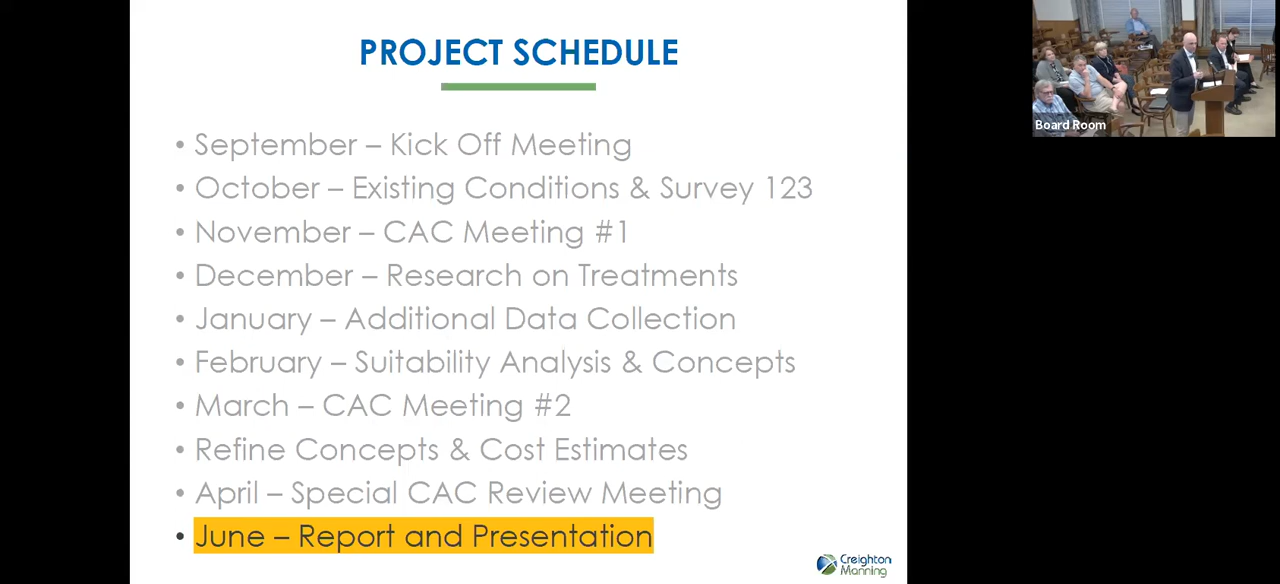 PROJECT SCHEDULE
• September – Kick Off Meeting
• October – Existing Conditions & Survey 123
• November – CAC Meeting #1
• December – Research on Treatments
• January – Additional Data Collection
• February – Suitability Analysis & Concepts
• March – CAC Meeting #2
• Refine Concepts & Cost Estimates
• April – Special CAC Review Meeting
• June – Report and Presentation
Creighton
Manning
Board Room